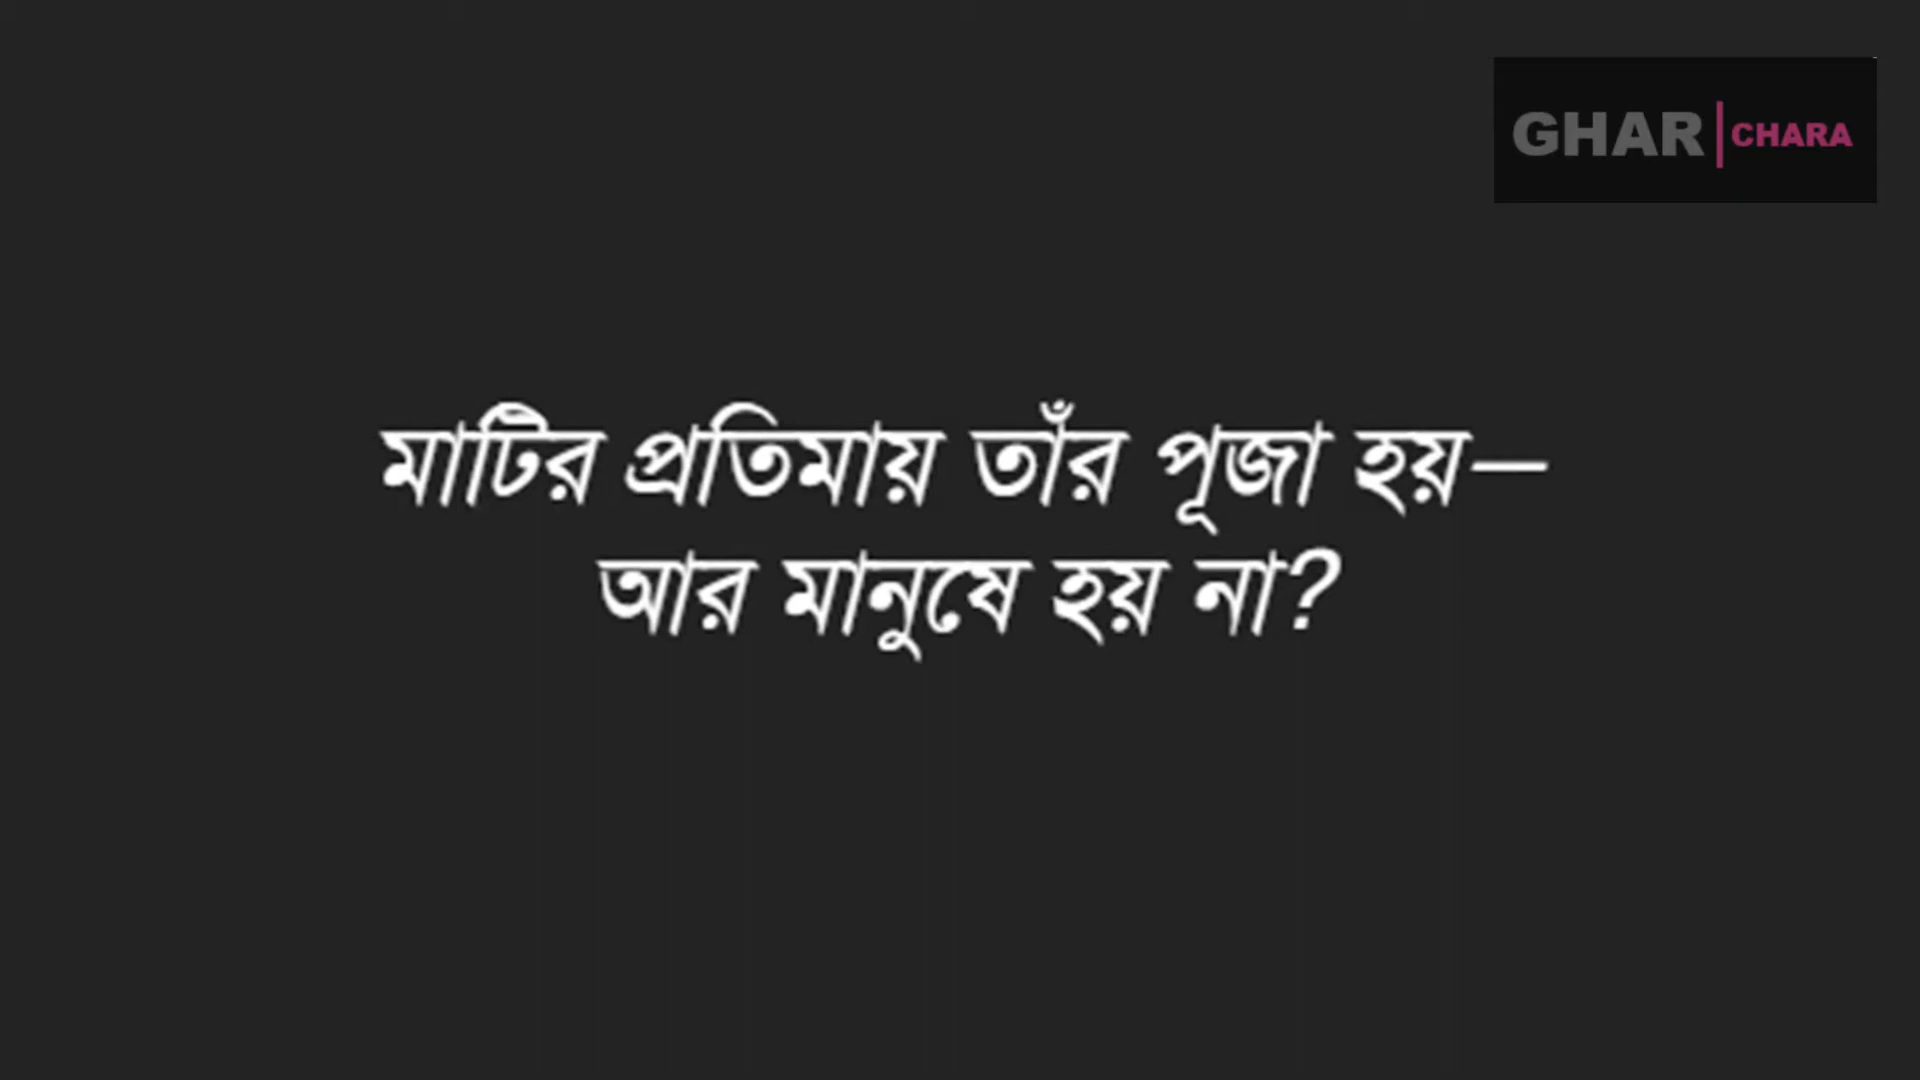 GHAR | CHARA
মাটির প্রতিমায় তাঁর পূজা হয়—
আর মানুষে হয় না?